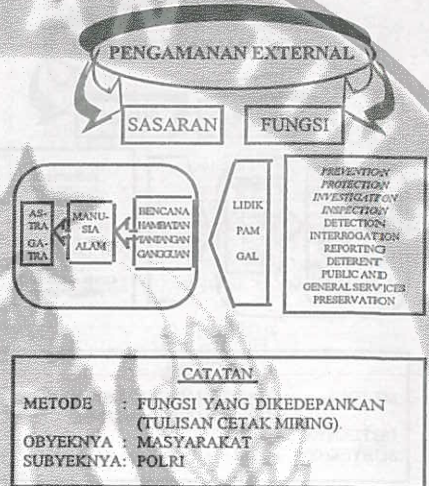 PENGAMANAN EXTERNAL
SASARAN
FUNGSI
AS-
TRA
GA-
TRA
MANU-
SIA
ALAM
BENCANA
HAMBATAN
TANTANGAN
GANGGUAN
LIDIK
PAM
GAL
PREVENTION
PROTECTION
INVESTIGATION
INSPECTION
DETECTION
INTERROGATION
REPORTING
DETERENT
PUBLIC AND
GENERAL SERVICES
PRESERVATION
CATATAN
METODE : FUNGSI YANG DIKEDEPANKAN
(TULISAN CETAK MIRING).
OBYEKNYA : MASYARAKAT
SUBYEKNYA: POLRI